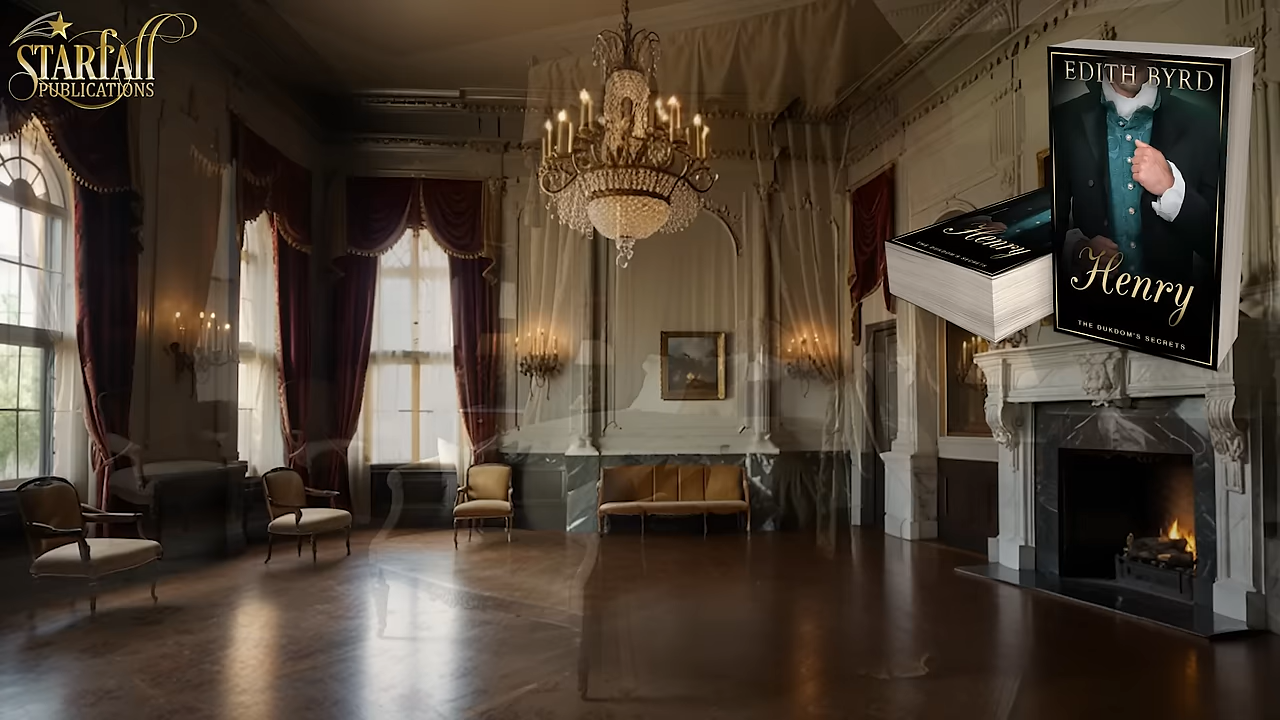 STARfall
PUBLICATIONS
EDITH BYRD
Henry
THE DUKDOM'S SECRETS
Henry
THE DUKDOM'S SECRETS